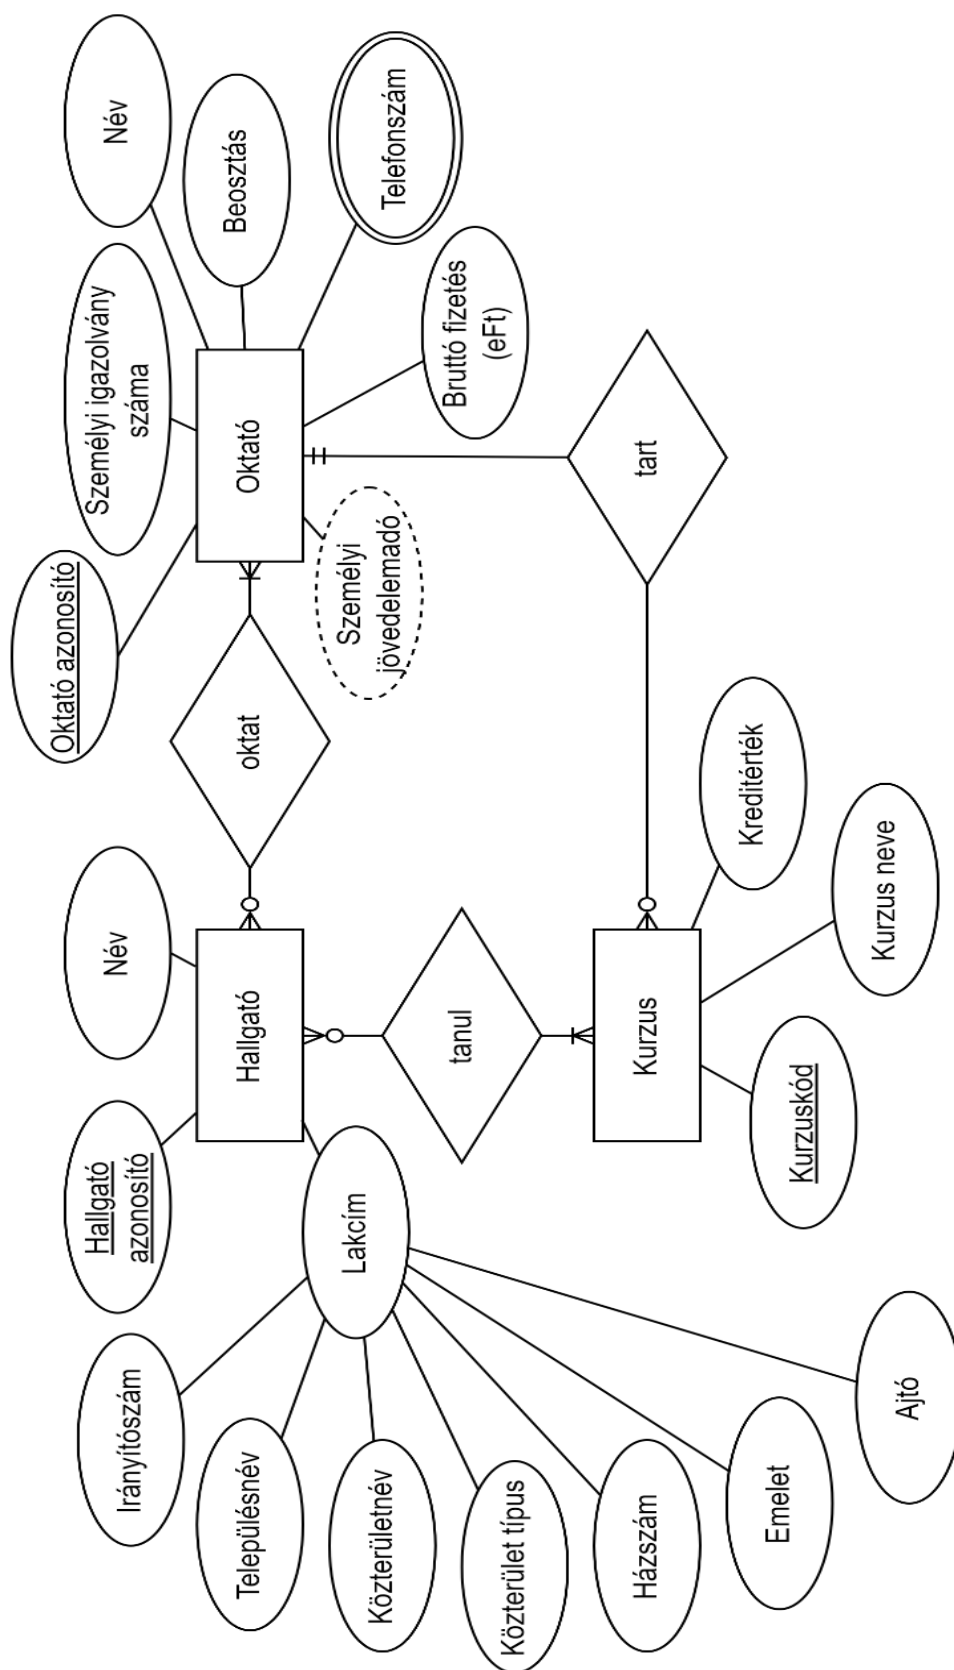 Irányítószám
Hallgató
azonosító
Név
Oktató azonosító
Személyi igazolvány
száma
Név
Településnév
Hallgató
oktat
Oktató
Beosztás
Közterületnév
Lakcím
Személyi
jövedelemadó
Telefonszám
Közterület típus
tanul
Bruttó fizetés
(eFt)
Házszám
Kurzus
tart
Emelet
Kurzuskód
Kreditérték
Ajtó
Kurzus neve